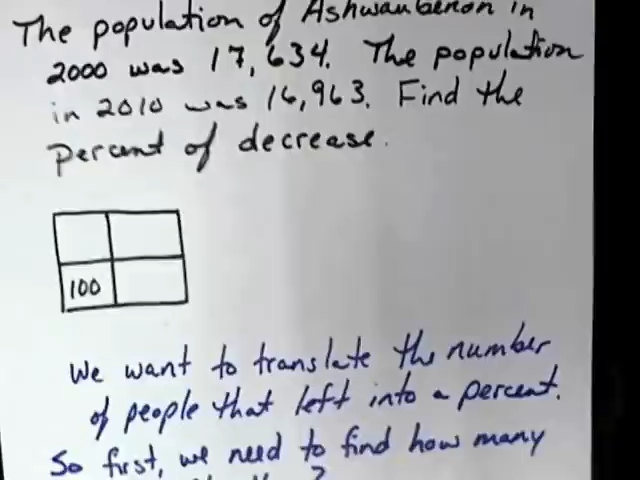 The population of Ashwaubenon in
2000 was 17,634. The population
in 2010 was 16,963. Find the
percent of decrease.
100
We want to translate the number
of people that left into a percent.
So first, we need to find how many